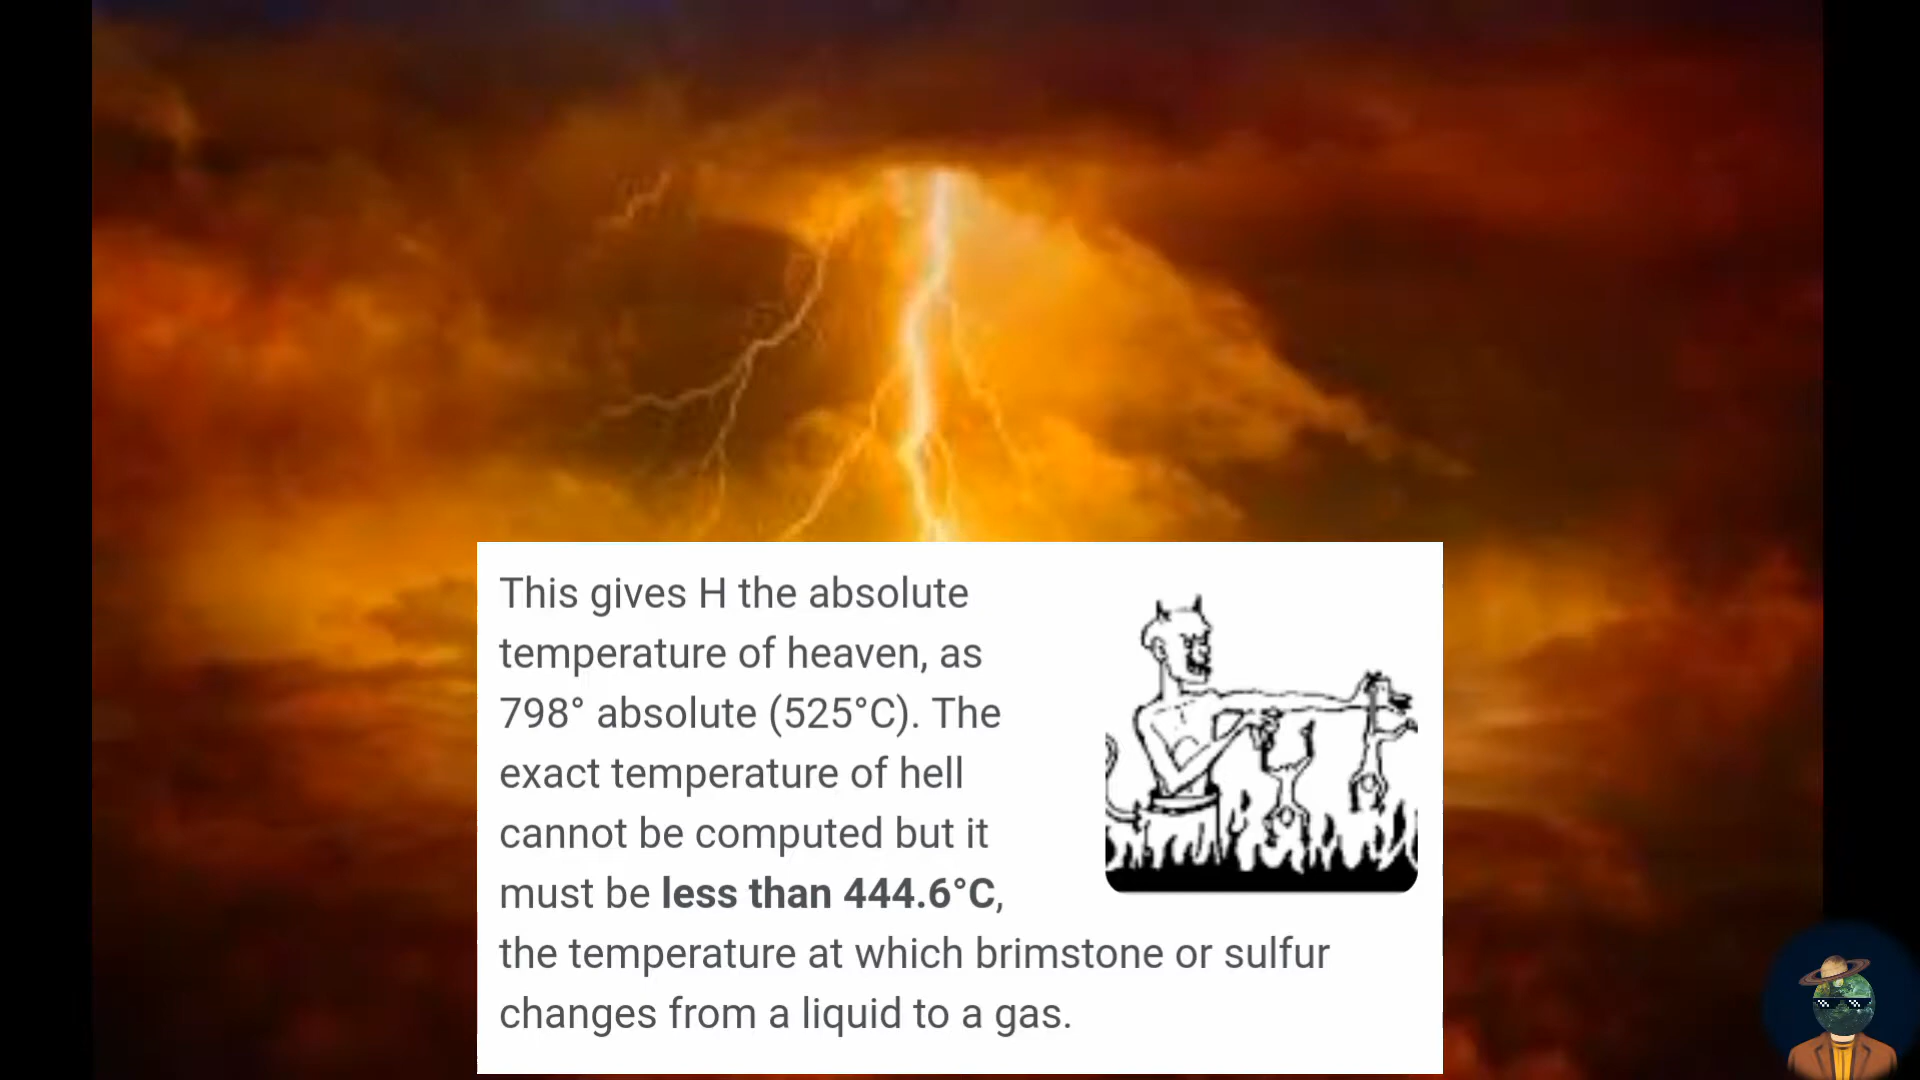 This gives H the absolute
temperature of heaven, as
798° absolute (525°C). The
exact temperature of hell
cannot be computed but it
must be less than 444.6°C,
the temperature at which brimstone or sulfur
changes from a liquid to a gas.